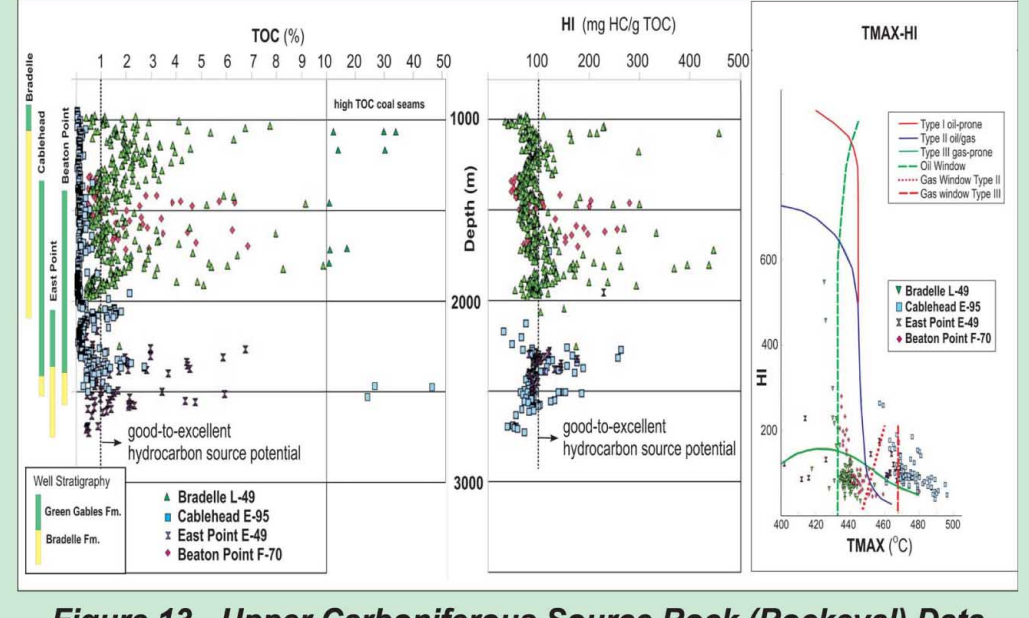 TOC (%)
1 2 3 4 5 6 7 8 9 10 20 30 40 50
high TOC coal seams
Bradelle
Cablehead
Beaton Point
East Point
good-to-excellent
hydrocarbon source potential
Well Stratigraphy
Green Gables Fm.
Bradelle Fm.
Bradelle L-49
Cablehead E-95
East Point E-49
Beaton Point F-70
Depth (m)
1000
2000
3000
HI (mg HC/g TOC)
100 200 300 400 500
good-to-excellent
hydrocarbon source potential
TMAX-HI
Type I oil-prone
Type II oil/gas
Type III gas-prone
Oil Window
Gas Window Type II
Gas window Type III
Bradelle L-49
Cablehead E-95
East Point E-49
Beaton Point F-70
HI
600
400
200
400 420 440 460 480 500
TMAX (°C)
Figure 13 Upper Carboniferous Source Rock (Rockeval) Data